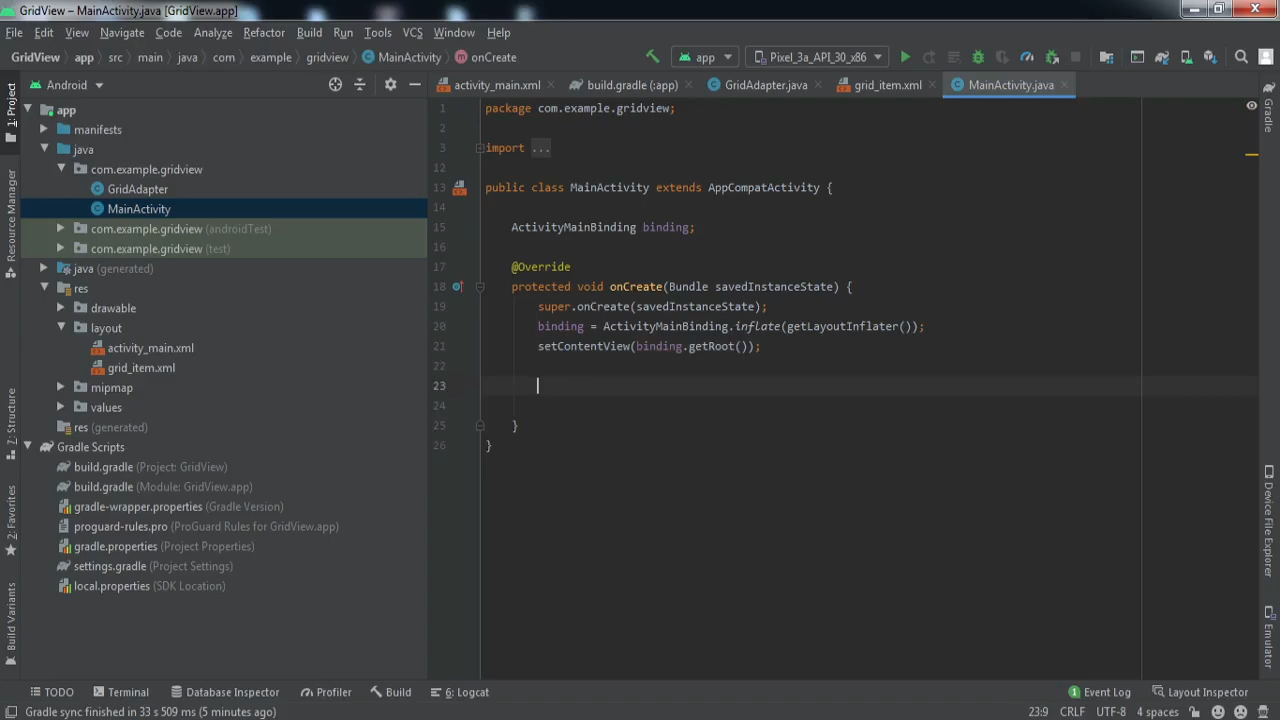 GridView – MainActivity.java [GridView.app]
File Edit View Navigate Code Analyze Refactor Build Run Tools VCS Window Help
GridView app src main java com example gridview MainActivity onCreate app Pixel_3a_API_30_x86
Android activity_main.xml build.gradle (:app) GridAdapter.java grid_item.xml MainActivity.java
1: Project
Resource Manager
7: Structure
2: Favorites
Build Variants
app
manifests
java
com.example.gridview
GridAdapter
MainActivity
com.example.gridview (androidTest)
com.example.gridview (test)
java (generated)
res
drawable
layout
activity_main.xml
grid_item.xml
mipmap
values
res (generated)
Gradle Scripts
build.gradle (Project: GridView)
build.gradle (Module: GridView.app)
gradle-wrapper.properties (Gradle Version)
proguard-rules.pro (ProGuard Rules for GridView.app)
gradle.properties (Project Properties)
settings.gradle (Project Settings)
local.properties (SDK Location)
1 package com.example.gridview;
2
3 import ...
12
13 public class MainActivity extends AppCompatActivity {
14
15 ActivityMainBinding binding;
16
17 @Override
18 protected void onCreate(Bundle savedInstanceState) {
19 super.onCreate(savedInstanceState);
20 binding = ActivityMainBinding.inflate(getLayoutInflater());
21 setContentView(binding.getRoot());
22
23
24
25 }
26 }
Gradle
Device File Explorer
Emulator
TODO Terminal Database Inspector Profiler Build 6: Logcat 1 Event Log Layout Inspector
Gradle sync finished in 33 s 509 ms (5 minutes ago) 23:9 CRLF UTF-8 4 spaces